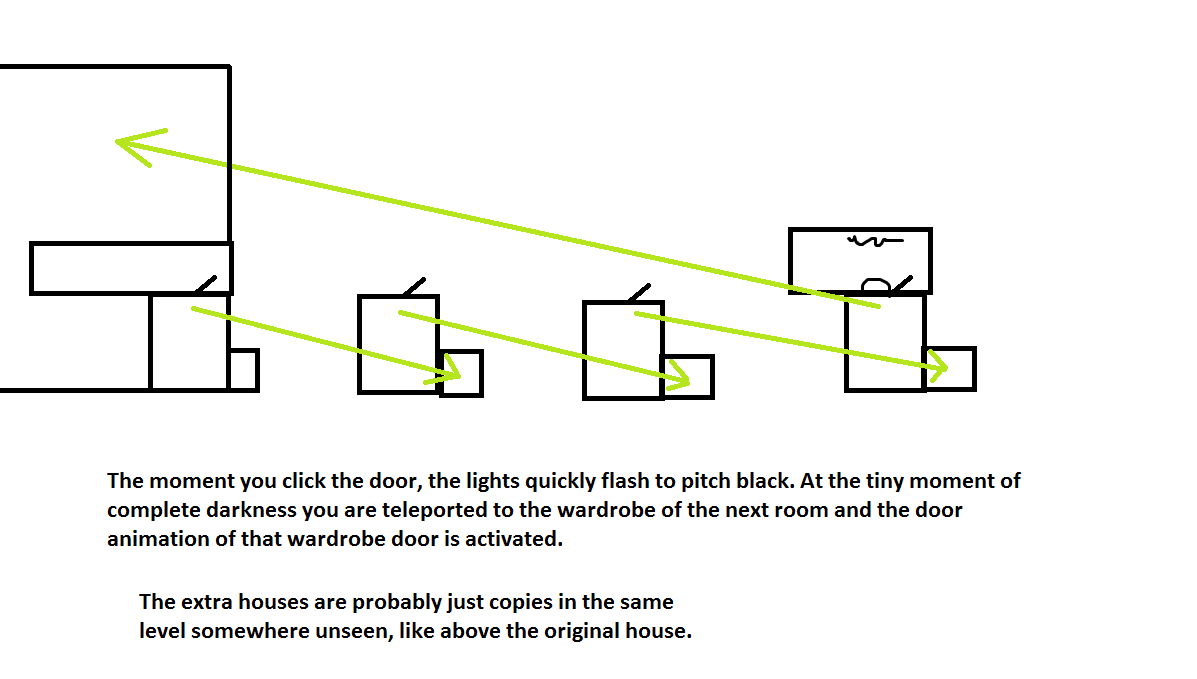 The moment you click the door, the lights quickly flash to pitch black. At the tiny moment of
complete darkness you are teleported to the wardrobe of the next room and the door
animation of that wardrobe door is activated.
The extra houses are probably just copies in the same
level somewhere unseen, like above the original house.